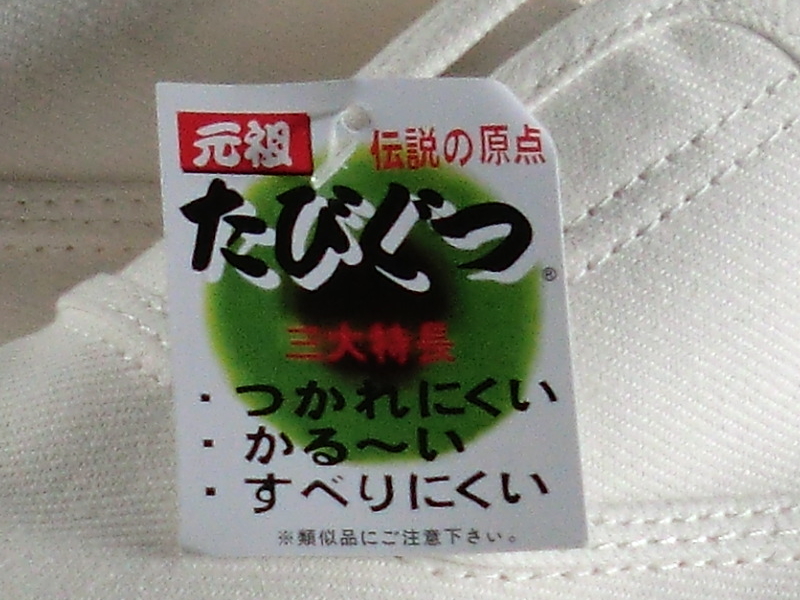 元祖 伝説の原点
たびぐつ®
三大特長
・つかれにくい
・かる〜い
・すべりにくい
※類似品にご注意下さい。